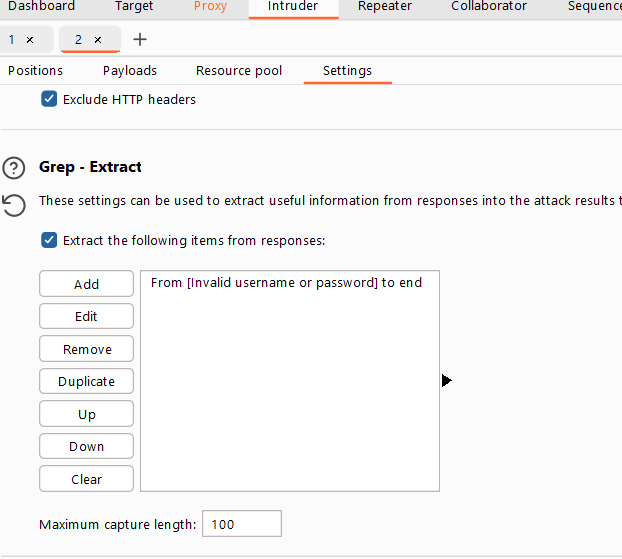 Dashboard Target Proxy Intruder Repeater Collaborator Sequence
1 × 2 × +
Positions Payloads Resource pool Settings
Exclude HTTP headers
Grep - Extract
These settings can be used to extract useful information from responses into the attack results t
Extract the following items from responses:
Add
From [Invalid username or password] to end
Edit
Remove
Duplicate
Up
Down
Clear
Maximum capture length: 100